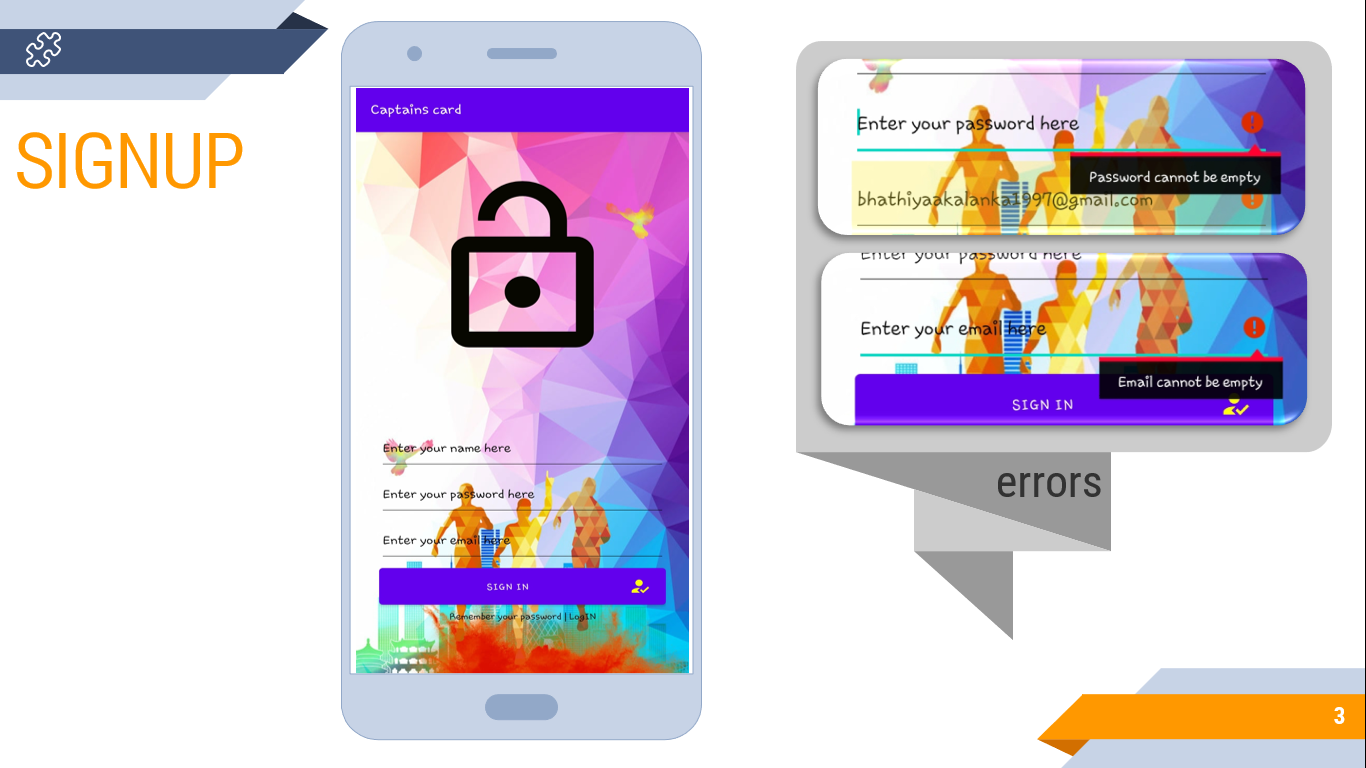 SIGNUP
Captains card
Enter your name here
Enter your password here
Enter your email here
SIGN IN
Remember your password | LogIN
Enter your password here
Password cannot be empty
bhathiyaakalanka1997@gmail.com
Enter your password here
Enter your email here
Email cannot be empty
SIGN IN
errors
3